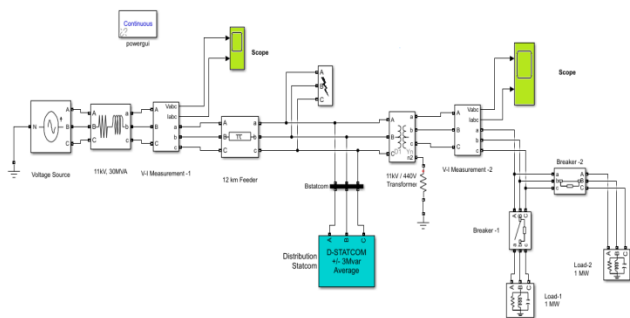 Continuous
powergui
Scope
Scope
Vabc
Iabc
A
a
B
b
C
c
N
A
a
B
b
C
c
Voltage Source
11kV, 30MVA
V-I Measurement -1
A
A
B
B
C
C
12 km Feeder
A
B
C
A
a
B
b
C
c
n2
11kV / 440V
Transformer
Vabc
Iabc
A
a
B
b
C
c
V-I Measurement -2
Breaker -2
a
A
b
B
c
C
Bstatcom
A B C
D-STATCOM
+/- 3Mvar
Average
Distribution
Statcom
A B C
a b c
Breaker -1
A B C
Load-2
1 MW
A B C
Load-1
1 MW